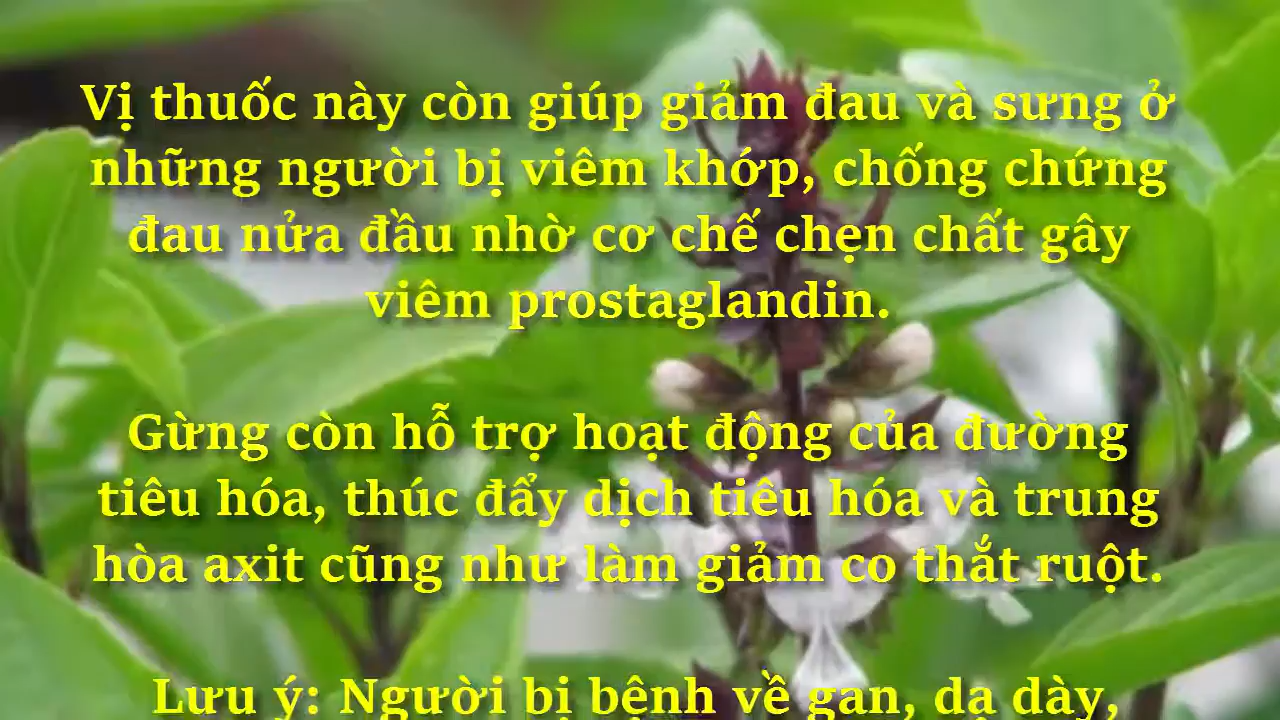 Vị thuốc này còn giúp giảm đau và sưng ở
những người bị viêm khớp, chống chứng
đau nửa đầu nhờ cơ chế chẹn chất gây
viêm prostaglandin.
Gừng còn hỗ trợ hoạt động của đường
tiêu hóa, thúc đẩy dịch tiêu hóa và trung
hòa axit cũng như làm giảm co thắt ruột.
Lưu ý: Người bị bệnh về gan, dạ dày,